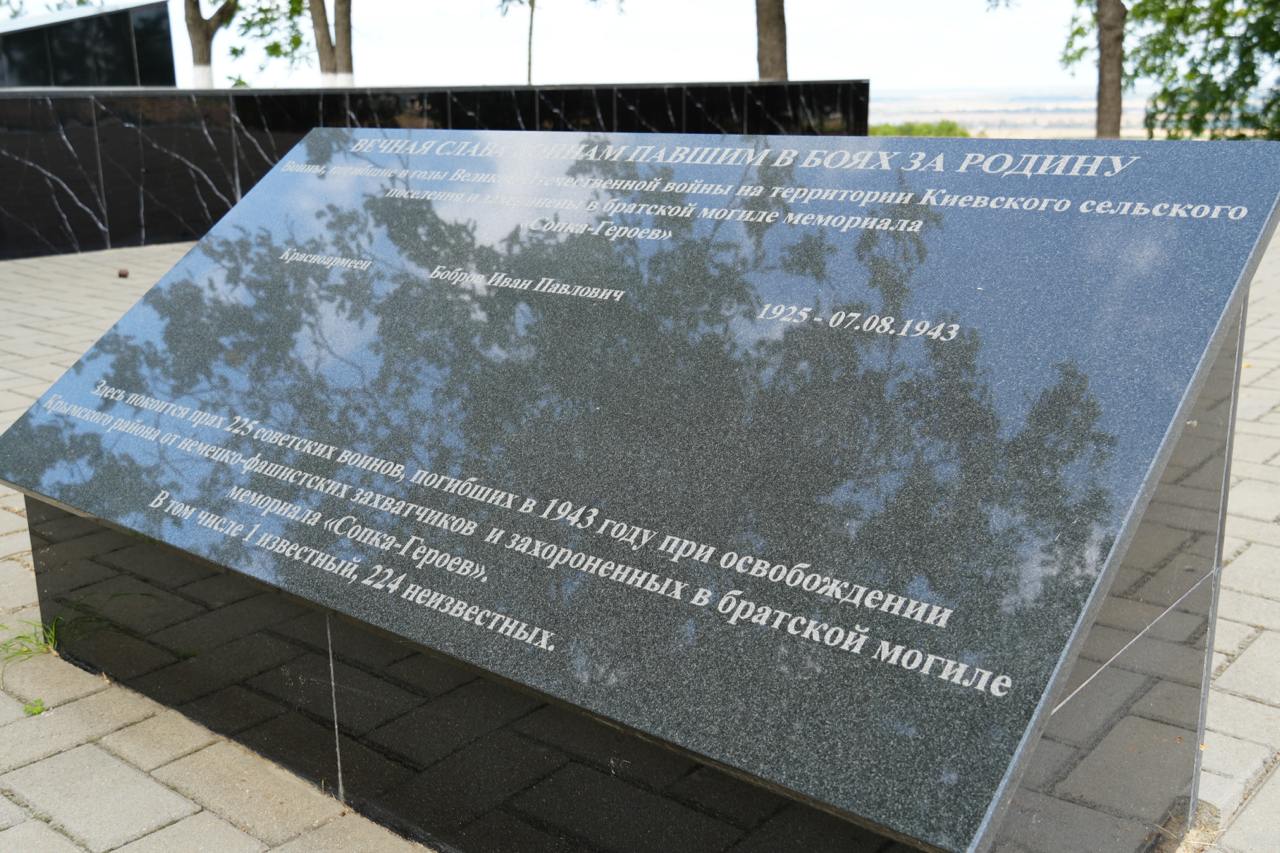 ВЕЧНАЯ СЛАВА ВОИНАМ ПАВШИМ В БОЯХ ЗА РОДИНУ
Воины, погибшие в годы Великой Отечественной войны на территории Киевского сельского
поселения и захоронены в братской могиле мемориала
«Сопка-Героев»
Красноармеец Бобров Иван Павлович 1925 - 07.08.1943
Здесь покоится прах 225 советских воинов, погибших в 1943 году при освобождении
Крымского района от немецко-фашистских захватчиков и захороненных в братской могиле
мемориала «Сопка-Героев».
В том числе 1 известный, 224 неизвестных.